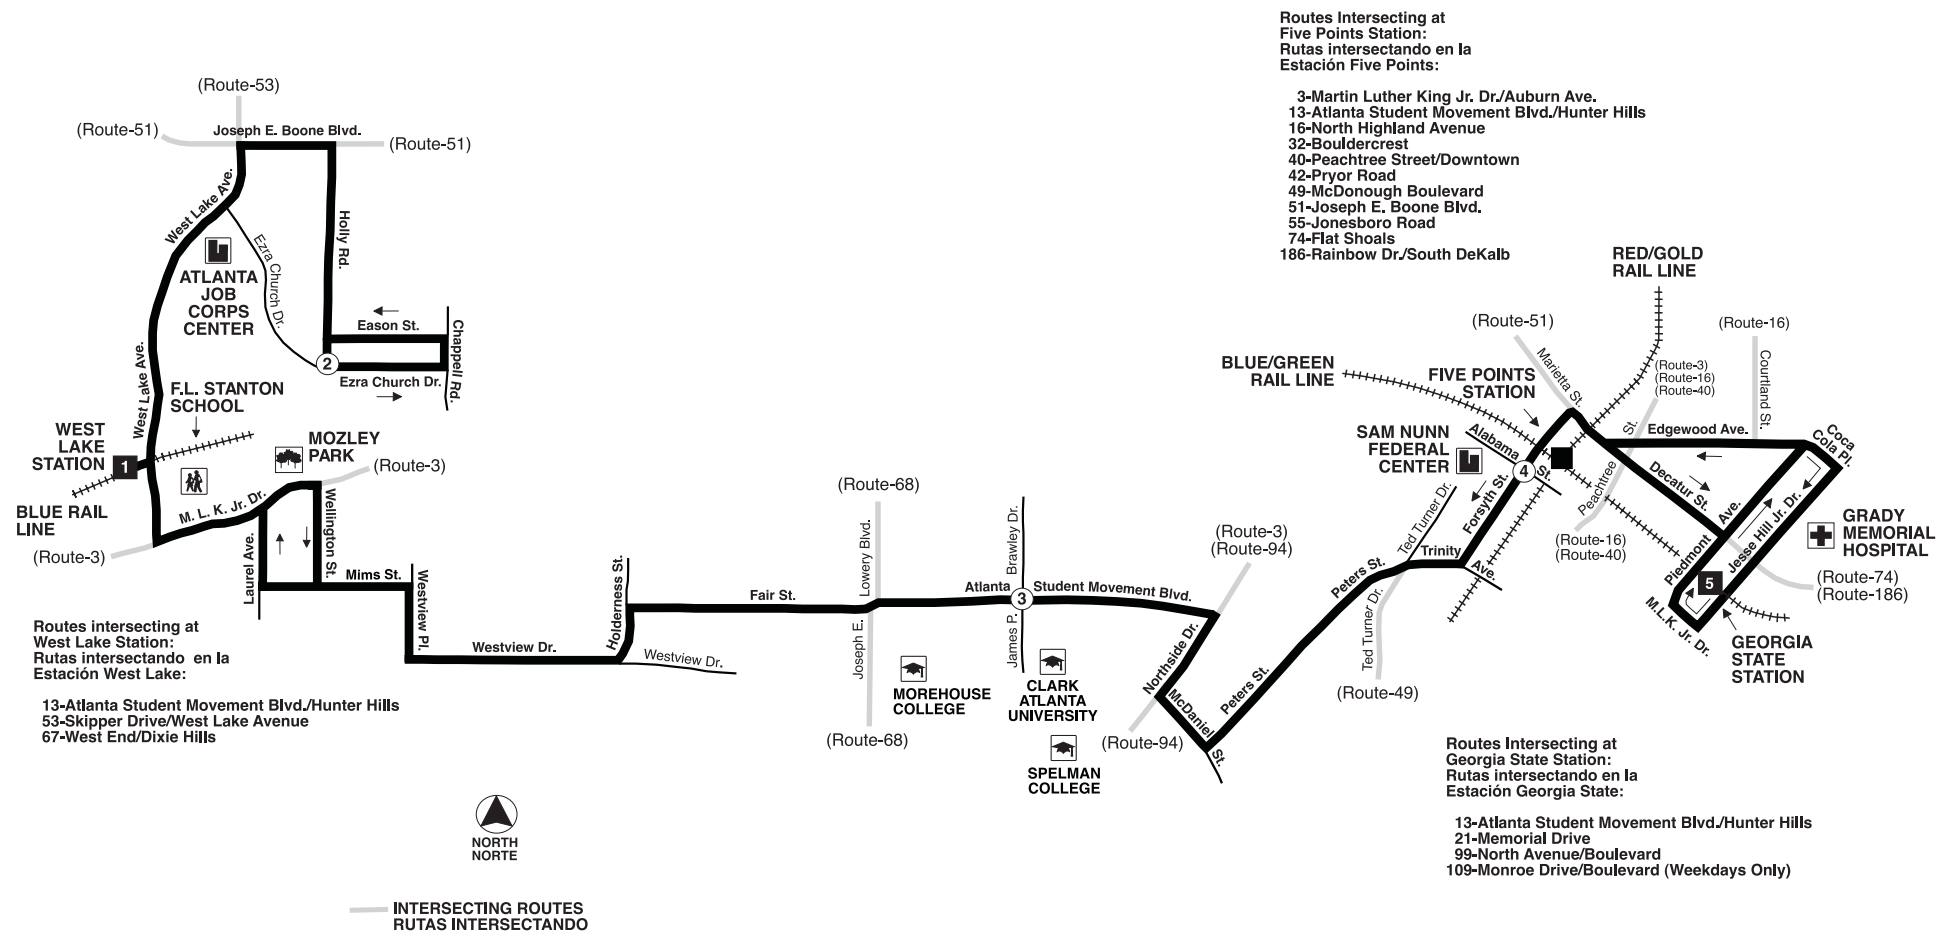 Routes Intersecting at
Five Points Station:
Rutas intersectando en la
Estación Five Points:
3-Martin Luther King Jr. Dr./Auburn Ave.
13-Atlanta Student Movement Blvd./Hunter Hills
16-North Highland Avenue
32-Bouldercrest
40-Peachtree Street/Downtown
42-Pryor Road
49-McDonough Boulevard
51-Joseph E. Boone Blvd.
55-Jonesboro Road
74-Flat Shoals
186-Rainbow Dr./South DeKalb
(Route-53)
(Route-51)
Joseph E. Boone Blvd.
(Route-51)
West Lake Ave.
Holly Rd.
Ezra Church Dr.
ATLANTA
JOB
CORPS
CENTER
Eason St.
Chappell Rd.
2
Ezra Church Dr.
West Lake Ave.
F.L. STANTON
SCHOOL
WEST
LAKE
STATION
1
MOZLEY
PARK
(Route-3)
BLUE RAIL
LINE
M. L. K. Jr. Dr.
(Route-3)
Wellington St.
Laurel Ave.
Mims St.
Westview Pl.
Westview Dr.
Holderness St.
Westview Dr.
Fair St.
(Route-68)
Joseph E. Lowery Blvd.
(Route-68)
MOREHOUSE
COLLEGE
Atlanta Student Movement Blvd.
3
James P. Brawley Dr.
CLARK
ATLANTA
UNIVERSITY
SPELMAN
COLLEGE
(Route-3)
(Route-94)
Northside Dr.
(Route-94)
McDaniel St.
Peters St.
Peters St.
Ted Turner Dr.
Ted Turner Dr.
(Route-49)
Trinity Ave.
Forsyth St.
4
Alabama St.
SAM NUNN
FEDERAL
CENTER
BLUE/GREEN
RAIL LINE
FIVE POINTS
STATION
(Route-51)
Marietta St.
RED/GOLD
RAIL LINE
(Route-3)
(Route-16)
(Route-40)
Peachtree St.
(Route-16)
(Route-40)
(Route-16)
Courtland St.
Edgewood Ave.
Decatur St.
Coca
Cola Pl.
Piedmont Ave.
Jesse Hill Jr. Dr.
GRADY
MEMORIAL
HOSPITAL
(Route-74)
(Route-186)
5
M.L.K. Jr. Dr.
GEORGIA
STATE
STATION
Routes intersecting at
West Lake Station:
Rutas intersectando en la
Estación West Lake:
13-Atlanta Student Movement Blvd./Hunter Hills
53-Skipper Drive/West Lake Avenue
67-West End/Dixie Hills
Routes Intersecting at
Georgia State Station:
Rutas intersectando en la
Estación Georgia State:
13-Atlanta Student Movement Blvd./Hunter Hills
21-Memorial Drive
99-North Avenue/Boulevard
109-Monroe Drive/Boulevard (Weekdays Only)
NORTH
NORTE
INTERSECTING ROUTES
RUTAS INTERSECTANDO